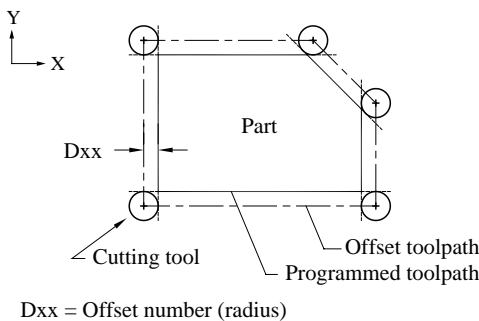 Y
X
Part
Dxx
Offset toolpath
Cutting tool
Programmed toolpath
Dxx = Offset number (radius)